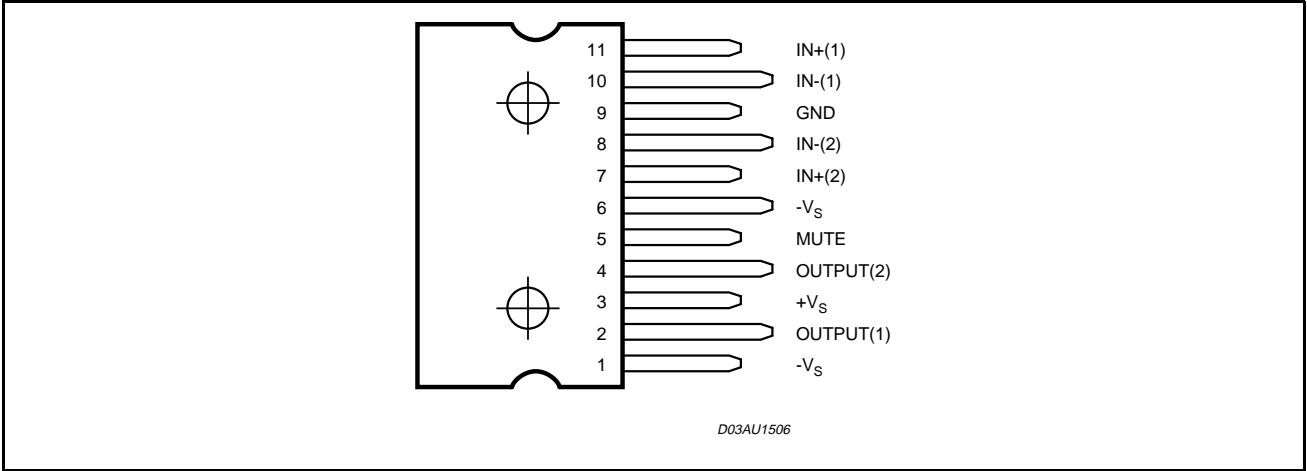 11 IN+(1)
10 IN-(1)
9 GND
8 IN-(2)
7 IN+(2)
6 -VS
5 MUTE
4 OUTPUT(2)
3 +VS
2 OUTPUT(1)
1 -VS
D03AU1506